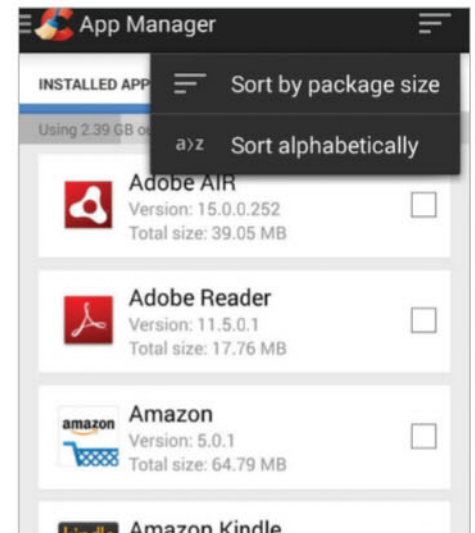 App Manager
Sort by package size
INSTALLED APP
a›z Sort alphabetically
Using 2.39 GB
Adobe AIR
Version: 15.0.0.252
Total size: 39.05 MB
Adobe Reader
Version: 11.5.0.1
Total size: 17.76 MB
amazon
Amazon
Version: 5.0.1
Total size: 64.79 MB
kindle
Amazon Kindle